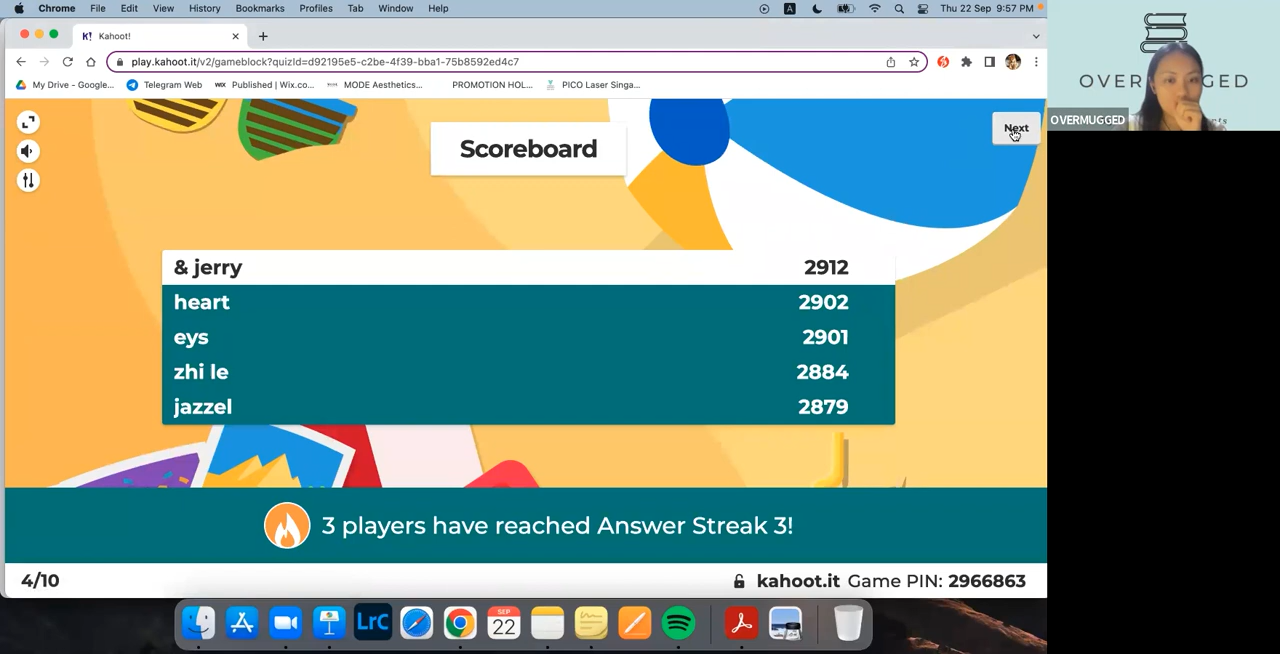 Chrome File Edit View History Bookmarks Profiles Tab Window Help A Thu 22 Sep 9:57 PM
Kahoot!
play.kahoot.it/v2/gameblock?quizId=d92195e5-c2be-4f39-bba1-75b8592ed4c7
My Drive - Google... Telegram Web WIX Published | Wix.co... MODE Aesthetics... PROMOTION HOL... PICO Laser Singa...
Scoreboard
Next
& jerry 2912
heart 2902
eys 2901
zhi le 2884
jazzel 2879
3 players have reached Answer Streak 3!
4/10
kahoot.it Game PIN: 2966863
LrC
SEP
22
OVERMUGGED